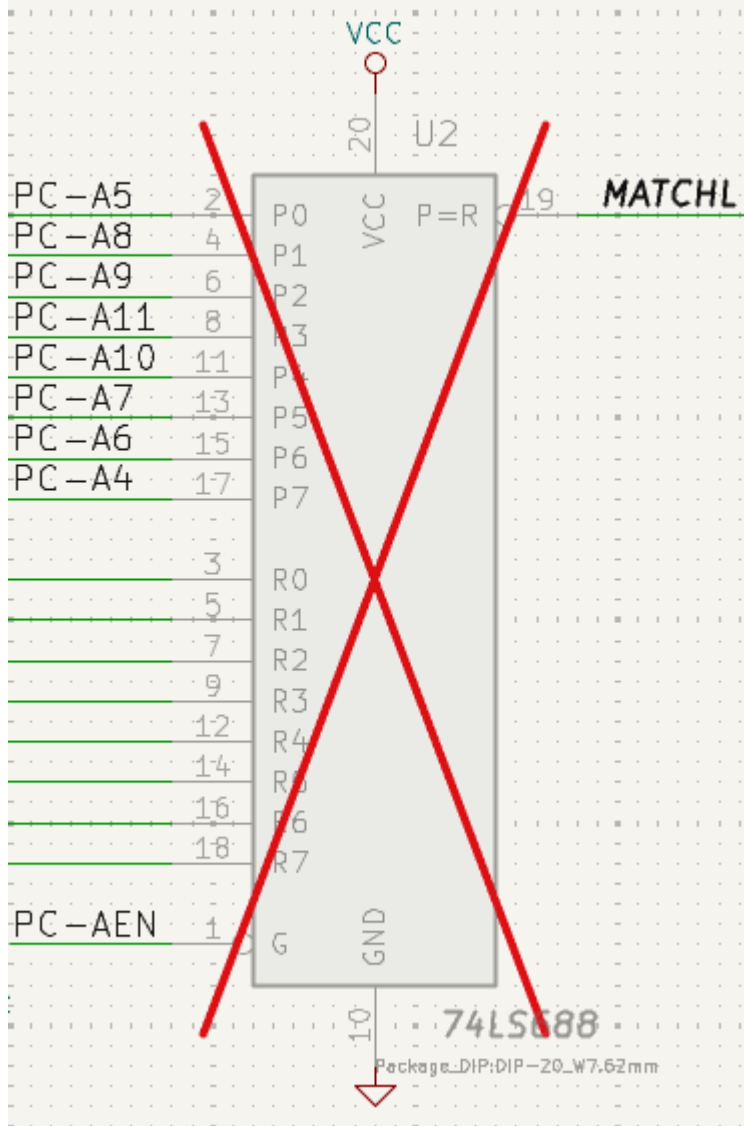 VCC
20 U2
PC-A5 2 P0 VCC P=R 19 MATCHL
PC-A8 4 P1
PC-A9 6 P2
PC-A11 8 P3
PC-A10 11 P4
PC-A7 13 P5
PC-A6 15 P6
PC-A4 17 P7
3 R0
5 R1
7 R2
9 R3
12 R4
14 R5
16 R6
18 R7
PC-AEN 1 G GND
10 74LS688
Package_DIP:DIP-20_W7.62mm